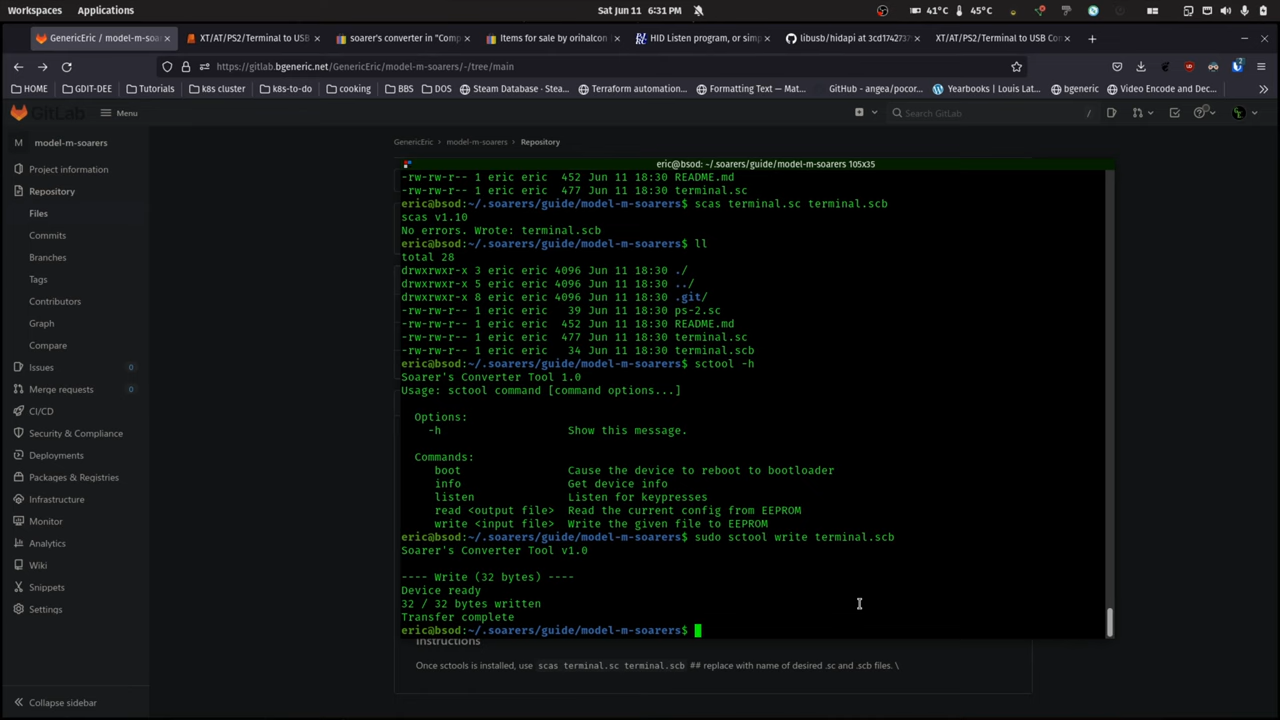 Workspaces Applications Sat Jun 11 6:31 PM 41°C 45°C
GenericEric / model-m-soa XT/AT/PS2/Terminal to USB soarer's converter in "Comp Items for sale by orihalcon HID Listen program, or simp libusb/hidapi at 3cd174273 XT/AT/PS2/Terminal to USB Con
https://gitlab.bgeneric.net/GenericEric/model-m-soarers/-/tree/main
HOME GDIT-DEE Tutorials k8s cluster k8s-to-do cooking BBS DOS Steam Database · Stea... Terraform automation... Formatting Text — Mat... GitHub - angea/pocor... Yearbooks | Louis Lat... bgeneric Video Encode and Dec...
GitLab Menu Search GitLab /
M model-m-soarers
GenericEric › model-m-soarers › Repository
Project information
Repository
Files
Commits
Branches
Tags
Contributors
Graph
Compare
Issues 0
Merge requests 0
CI/CD
Security & Compliance
Deployments
Packages & Registries
Infrastructure
Monitor
Analytics
Wiki
Snippets
Settings
Collapse sidebar
eric@bsod: ~/.soarers/guide/model-m-soarers 105x35
-rw-rw-r-- 1 eric eric 452 Jun 11 18:30 README.md
-rw-rw-r-- 1 eric eric 477 Jun 11 18:30 terminal.sc
eric@bsod:~/.soarers/guide/model-m-soarers$ scas terminal.sc terminal.scb
scas v1.10
No errors. Wrote: terminal.scb
eric@bsod:~/.soarers/guide/model-m-soarers$ ll
total 28
drwxrwxr-x 3 eric eric 4096 Jun 11 18:30 ./
drwxrwxr-x 5 eric eric 4096 Jun 11 18:30 ../
drwxrwxr-x 8 eric eric 4096 Jun 11 18:30 .git/
-rw-rw-r-- 1 eric eric 39 Jun 11 18:30 ps-2.sc
-rw-rw-r-- 1 eric eric 452 Jun 11 18:30 README.md
-rw-rw-r-- 1 eric eric 477 Jun 11 18:30 terminal.sc
-rw-rw-r-- 1 eric eric 34 Jun 11 18:30 terminal.scb
eric@bsod:~/.soarers/guide/model-m-soarers$ sctool -h
Soarer's Converter Tool 1.0
Usage: sctool command [command options...]
Options:
-h Show this message.
Commands:
boot Cause the device to reboot to bootloader
info Get device info
listen Listen for keypresses
read <output file> Read the current config from EEPROM
write <input file> Write the given file to EEPROM
eric@bsod:~/.soarers/guide/model-m-soarers$ sudo sctool write terminal.scb
Soarer's Converter Tool v1.0
---- Write (32 bytes) ----
Device ready
32 / 32 bytes written
Transfer complete
eric@bsod:~/.soarers/guide/model-m-soarers$
Instructions
Once sctools is installed, use scas terminal.sc terminal.scb ## replace with name of desired .sc and .scb files. \